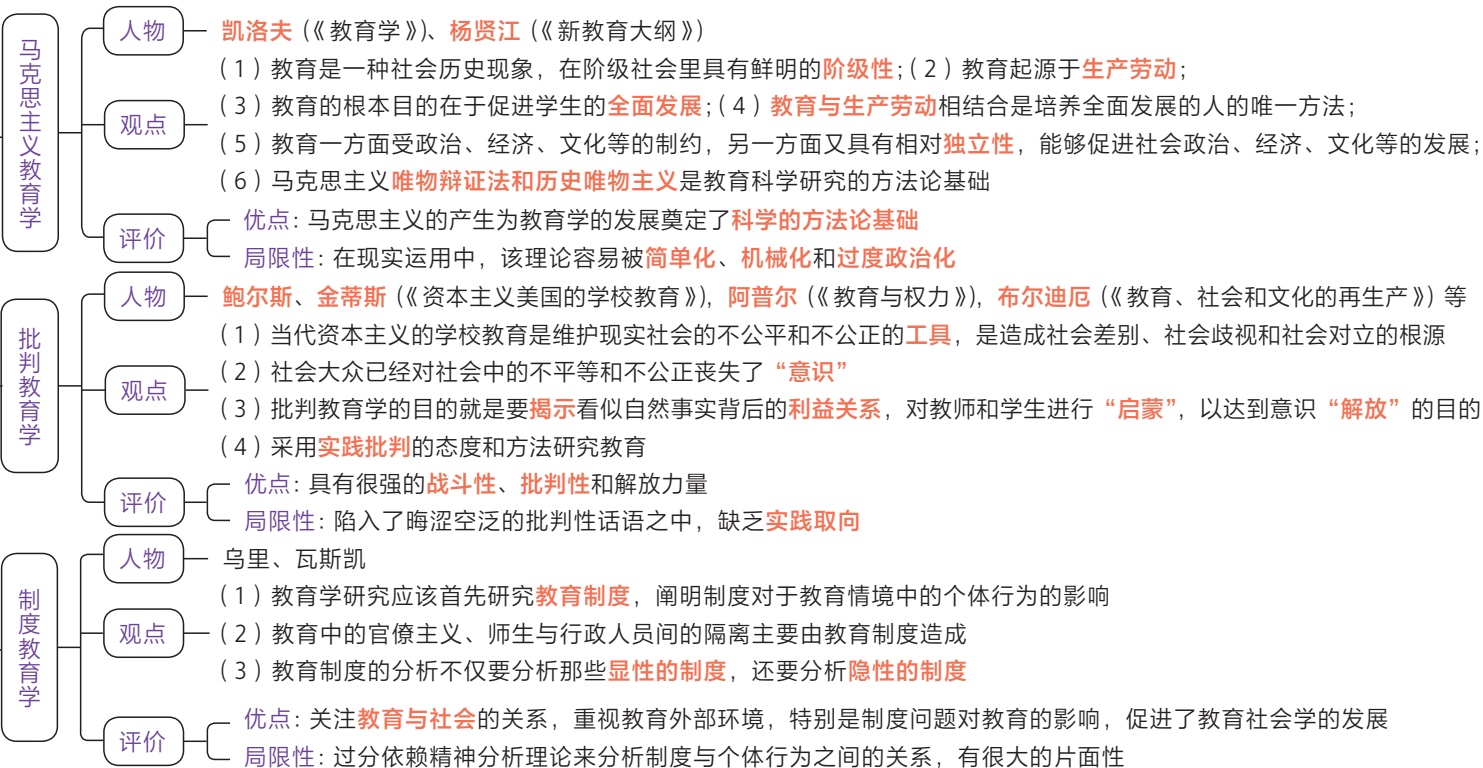 马克思主义教育学
人物
凯洛夫（《教育学》）、杨贤江（《新教育大纲》）
观点
（1）教育是一种社会历史现象，在阶级社会里具有鲜明的阶级性；（2）教育起源于生产劳动；
（3）教育的根本目的在于促进学生的全面发展；（4）教育与生产劳动相结合是培养全面发展的人的唯一方法；
（5）教育一方面受政治、经济、文化等的制约，另一方面又具有相对独立性，能够促进社会政治、经济、文化等的发展；
（6）马克思主义唯物辩证法和历史唯物主义是教育科学研究的方法论基础
评价
优点：马克思主义的产生为教育学的发展奠定了科学的方法论基础
局限性：在现实运用中，该理论容易被简单化、机械化和过度政治化
批判教育学
人物
鲍尔斯、金蒂斯（《资本主义美国的学校教育》），阿普尔（《教育与权力》），布尔迪厄（《教育、社会和文化的再生产》）等
观点
（1）当代资本主义的学校教育是维护现实社会的不公平和不公正的工具，是造成社会差别、社会歧视和社会对立的根源
（2）社会大众已经对社会中的不平等和不公正丧失了“意识”
（3）批判教育学的目的就是要揭示看似自然事实背后的利益关系，对教师和学生进行“启蒙”，以达到意识“解放”的目的
（4）采用实践批判的态度和方法研究教育
评价
优点：具有很强的战斗性、批判性和解放力量
局限性：陷入了晦涩空泛的批判性话语之中，缺乏实践取向
制度教育学
人物
乌里、瓦斯凯
观点
（1）教育学研究应该首先研究教育制度，阐明制度对于教育情境中的个体行为的影响
（2）教育中的官僚主义、师生与行政人员间的隔离主要由教育制度造成
（3）教育制度的分析不仅要分析那些显性的制度，还要分析隐性的制度
评价
优点：关注教育与社会的关系，重视教育外部环境，特别是制度问题对教育的影响，促进了教育社会学的发展
局限性：过分依赖精神分析理论来分析制度与个体行为之间的关系，有很大的片面性